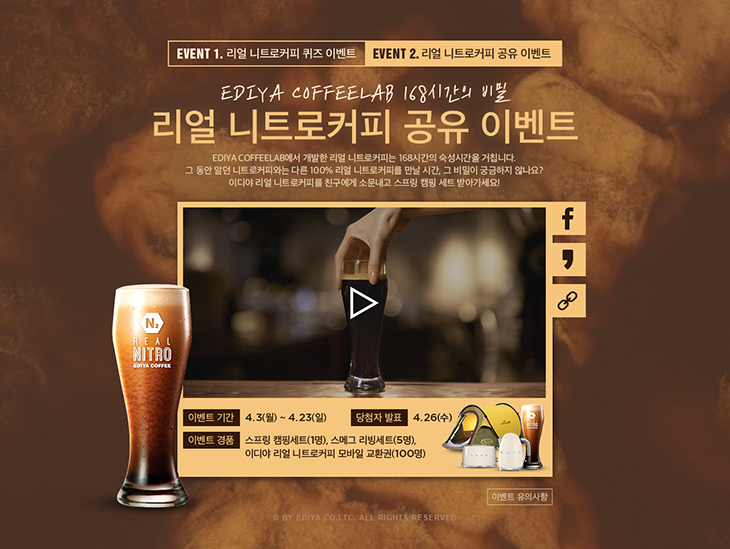 EVENT 1. 리얼 니트로커피 퀴즈 이벤트
EVENT 2. 리얼 니트로커피 공유 이벤트
EDIYA COFFEELAB 168시간의 비밀
리얼 니트로커피 공유 이벤트
EDIYA COFFEELAB에서 개발한 리얼 니트로커피는 168시간의 숙성시간을 거칩니다.
그 동안 알던 니트로커피와는 다른 100% 리얼 니트로커피를 만날 시간, 그 비밀이 궁금하지 않나요?
이디야 리얼 니트로커피를 친구에게 소문내고 스프링 캠핑 세트 받아가세요!
N₂
REAL
NITRO
EDIYA COFFEE
이벤트 기간 4.3(월) ~ 4.23(일) 당첨자 발표 4.26(수)
이벤트 경품 스프링 캠핑세트(1명), 스메그 리빙세트(5명),
이디야 리얼 니트로커피 모바일 교환권(100명)
이벤트 유의사항
© BY EDIYA CO.LTC. ALL RIGHTS RESERVED